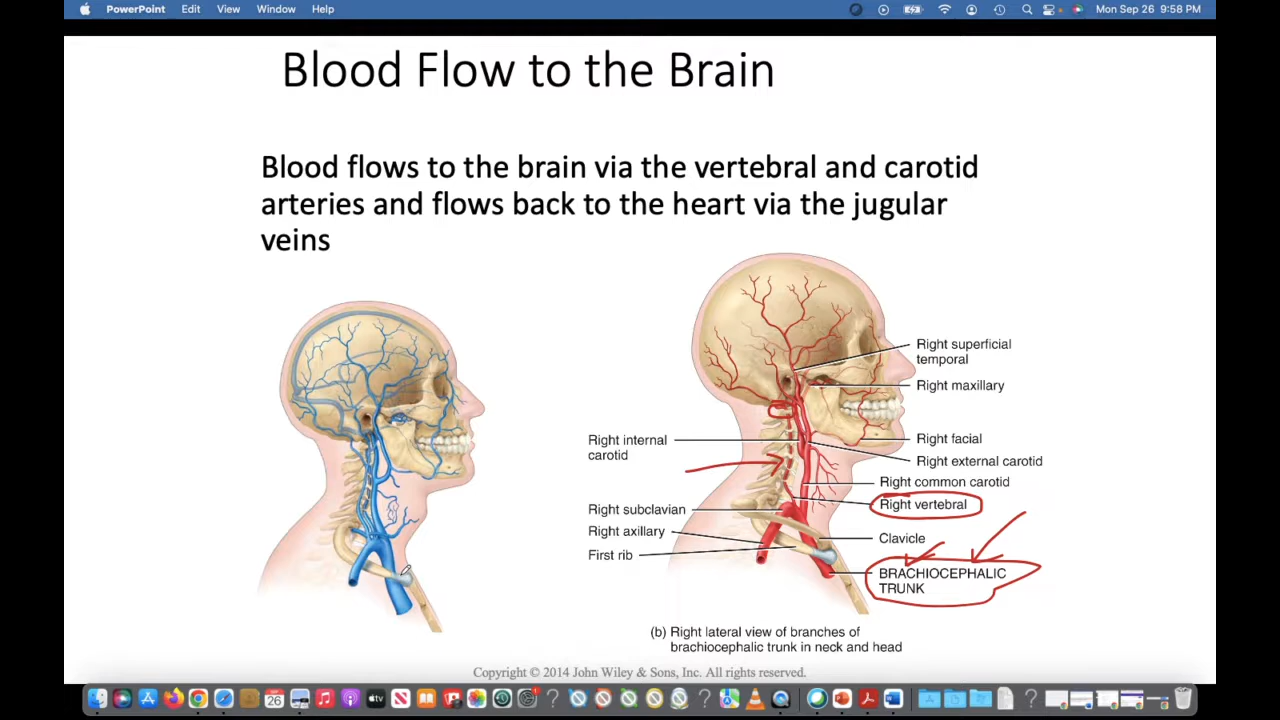 PowerPoint Edit View Window Help Mon Sep 26 9:58 PM
Blood Flow to the Brain
Blood flows to the brain via the vertebral and carotid
arteries and flows back to the heart via the jugular
veins
Right superficial
temporal
Right maxillary
Right internal
carotid
Right facial
Right external carotid
Right common carotid
Right vertebral
Right subclavian
Right axillary
First rib
Clavicle
BRACHIOCEPHALIC
TRUNK
(b) Right lateral view of branches of
brachiocephalic trunk in neck and head
Copyright © 2014 John Wiley & Sons, Inc. All rights reserved.